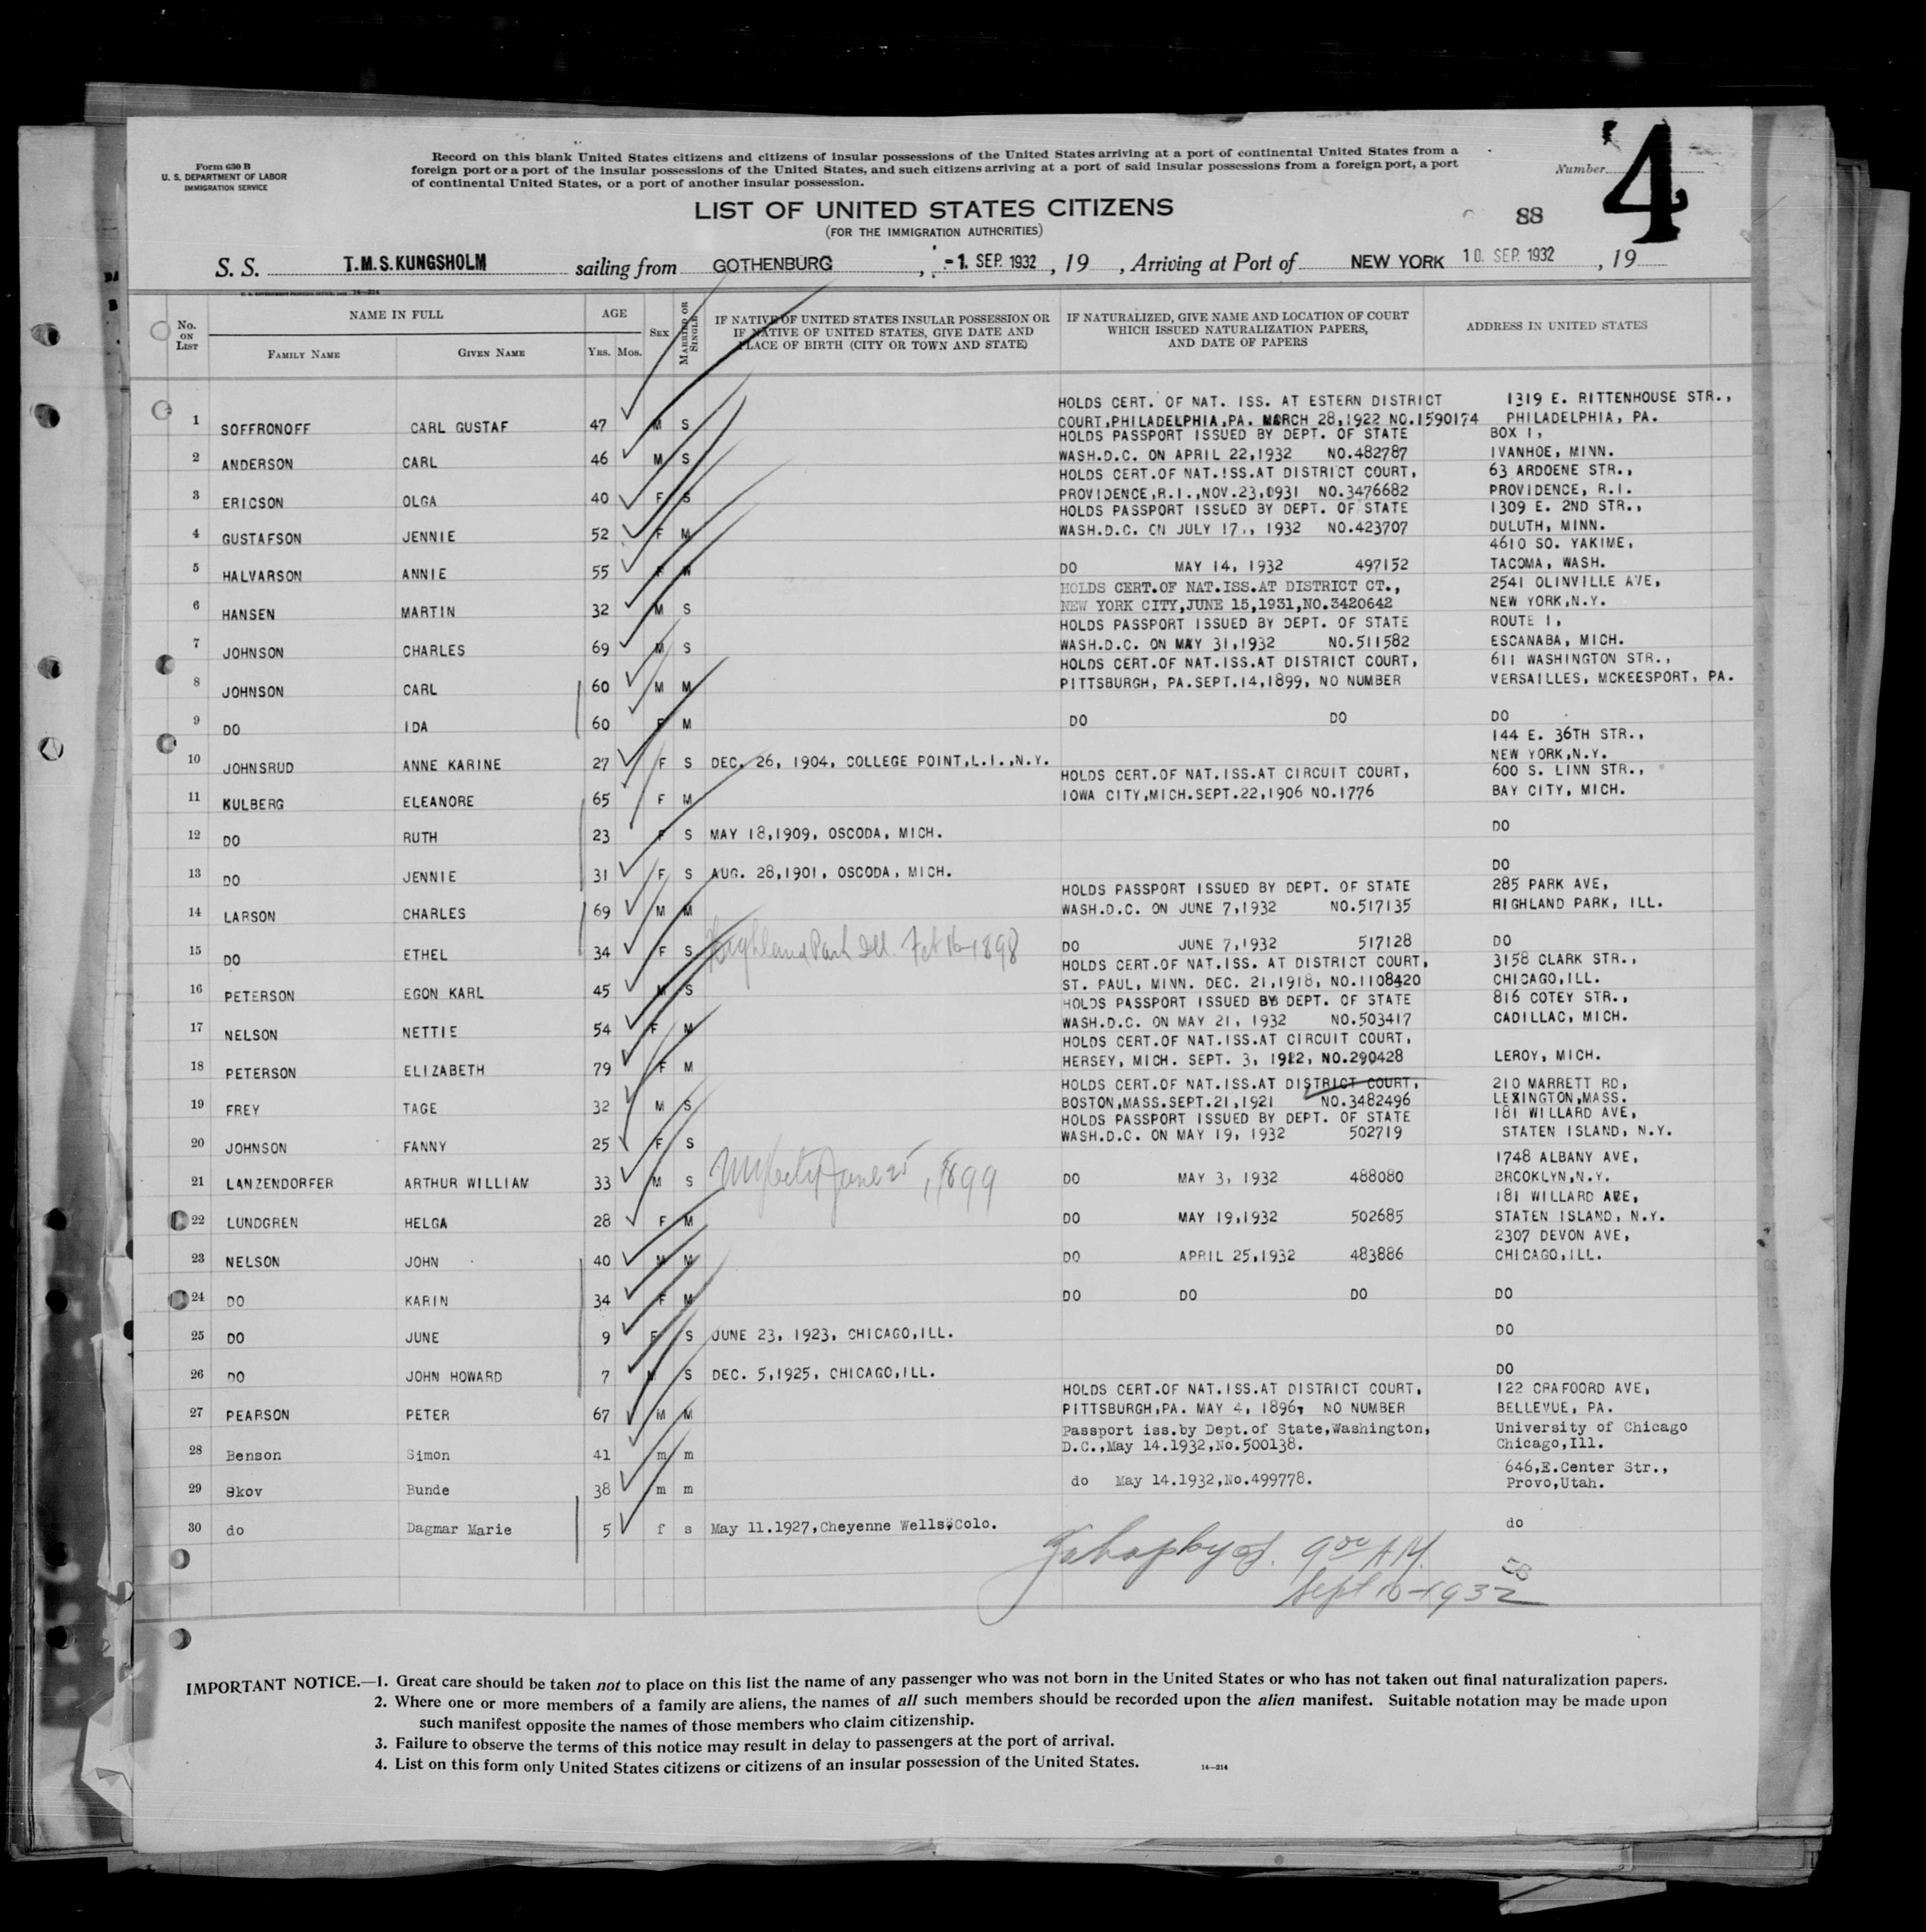 Form 630 B
U. S. DEPARTMENT OF LABOR
IMMIGRATION SERVICE
Record on this blank United States citizens and citizens of insular possessions of the United States arriving at a port of continental United States from a
foreign port or a port of the insular possessions of the United States, and such citizens arriving at a port of said insular possessions from a foreign port, a port
of continental United States, or a port of another insular possession.
Number 4
LIST OF UNITED STATES CITIZENS
(FOR THE IMMIGRATION AUTHORITIES)
88
S. S. T.M.S.KUNGSHOLM sailing from GOTHENBURG, -1. SEP. 1932, 19 , Arriving at Port of NEW YORK 10. SEP. 1932, 19
No. ON LIST
NAME IN FULL
FAMILY NAME
GIVEN NAME
AGE
YRS. MOS.
SEX
MARRIED OR SINGLE
IF NATIVE OF UNITED STATES INSULAR POSSESSION OR
IF NATIVE OF UNITED STATES, GIVE DATE AND
PLACE OF BIRTH (CITY OR TOWN AND STATE)
IF NATURALIZED, GIVE NAME AND LOCATION OF COURT
WHICH ISSUED NATURALIZATION PAPERS,
AND DATE OF PAPERS
ADDRESS IN UNITED STATES
HOLDS CERT. OF NAT. ISS. AT ESTERN DISTRICT 1319 E. RITTENHOUSE STR.,
1 SOFFRONOFF CARL GUSTAF 47 M S COURT,PHILADELPHIA,PA. MARCH 28,1922 NO.1590174 PHILADELPHIA, PA.
HOLDS PASSPORT ISSUED BY DEPT. OF STATE BOX 1,
2 ANDERSON CARL 46 M S WASH.D.C. ON APRIL 22,1932 NO.482787 IVANHOE, MINN.
HOLDS CERT.OF NAT.ISS.AT DISTRICT COURT, 63 ARDOENE STR.,
3 ERICSON OLGA 40 F S PROVIDENCE,R.I.,NOV.23,0931 NO.3476682 PROVIDENCE, R.I.
HOLDS PASSPORT ISSUED BY DEPT. OF STATE 1309 E. 2ND STR.,
4 GUSTAFSON JENNIE 52 F M WASH.D.C. ON JULY 17., 1932 NO.423707 DULUTH, MINN.
4610 SO. YAKIME,
5 HALVARSON ANNIE 55 F W DO MAY 14, 1932 497152 TACOMA, WASH.
HOLDS CERT.OF NAT.ISS.AT DISTRICT CT., 2541 OLINVILLE AVE,
6 HANSEN MARTIN 32 M S NEW YORK CITY,JUNE 15,1931,NO.3420642 NEW YORK,N.Y.
HOLDS PASSPORT ISSUED BY DEPT. OF STATE ROUTE 1,
7 JOHNSON CHARLES 69 M S WASH.D.C. ON MAY 31,1932 NO.511582 ESCANABA, MICH.
HOLDS CERT.OF NAT.ISS.AT DISTRICT COURT, 611 WASHINGTON STR.,
8 JOHNSON CARL 60 M M PITTSBURGH, PA.SEPT.14,1899, NO NUMBER VERSAILLES, MCKEESPORT, PA.
9 DO IDA 60 F M DO DO DO
144 E. 36TH STR.,
10 JOHNSRUD ANNE KARINE 27 F S DEC. 26, 1904, COLLEGE POINT,L.I.,N.Y. NEW YORK,N.Y.
HOLDS CERT.OF NAT.ISS.AT CIRCUIT COURT, 600 S. LINN STR.,
11 KULBERG ELEANORE 65 F M IOWA CITY,MICH.SEPT.22,1906 NO.1776 BAY CITY, MICH.
12 DO RUTH 23 F S MAY 18,1909, OSCODA, MICH. DO
13 DO JENNIE 31 F S AUG. 28,1901, OSCODA, MICH. DO
HOLDS PASSPORT ISSUED BY DEPT. OF STATE 285 PARK AVE,
14 LARSON CHARLES 69 M M WASH.D.C. ON JUNE 7,1932 NO.517135 HIGHLAND PARK, ILL.
15 DO ETHEL 34 F S Highland Park Ill. Feb 16-1898 DO JUNE 7,1932 517128 DO
HOLDS CERT.OF NAT.ISS. AT DISTRICT COURT, 3158 CLARK STR.,
16 PETERSON EGON KARL 45 M S ST. PAUL, MINN. DEC. 21,1918, NO.1108420 CHICAGO,ILL.
HOLDS PASSPORT ISSUED BY DEPT. OF STATE 816 COTEY STR.,
17 NELSON NETTIE 54 F M WASH.D.C. ON MAY 21, 1932 NO.503417 CADILLAC, MICH.
HOLDS CERT.OF NAT.ISS.AT CIRCUIT COURT,
18 PETERSON ELIZABETH 79 F M HERSEY, MICH. SEPT. 3, 1912, NO.290428 LEROY, MICH.
HOLDS CERT.OF NAT.ISS.AT DISTRICT COURT, 210 MARRETT RD,
19 FREY TAGE 32 M S BOSTON,MASS.SEPT.21,1921 NO.3482496 LEXINGTON,MASS.
HOLDS PASSPORT ISSUED BY DEPT. OF STATE 181 WILLARD AVE,
20 JOHNSON FANNY 25 F S WASH.D.C. ON MAY 19, 1932 502719 STATEN ISLAND, N.Y.
1748 ALBANY AVE,
21 LANZENDORFER ARTHUR WILLIAM 33 M S NY City June 25, 1899 DO MAY 3, 1932 488080 BROOKLYN,N.Y.
181 WILLARD AVE,
22 LUNDGREN HELGA 28 F M DO MAY 19,1932 502685 STATEN ISLAND, N.Y.
2307 DEVON AVE,
23 NELSON JOHN 40 M M DO APRIL 25,1932 483886 CHICAGO,ILL.
24 DO KARIN 34 F M DO DO DO DO
25 DO JUNE 9 F S JUNE 23, 1923, CHICAGO,ILL. DO
26 DO JOHN HOWARD 7 M S DEC. 5,1925, CHICAGO,ILL. DO
HOLDS CERT.OF NAT.ISS.AT DISTRICT COURT, 122 CRAFOORD AVE,
27 PEARSON PETER 67 M M PITTSBURGH,PA. MAY 4, 1896, NO NUMBER BELLEVUE, PA.
Passport iss.by Dept.of State,Washington, University of Chicago
28 Benson Simon 41 m m D.C.,May 14.1932,No.500138. Chicago,Ill.
646,E.Center Str.,
29 Skov Bunde 38 m m do May 14.1932,No.499778. Provo,Utah.
30 do Dagmar Marie 5 f s May 11.1927,Cheyenne Wells,Colo. do
9 00 AM
Sept 10-1932
IMPORTANT NOTICE.—1. Great care should be taken not to place on this list the name of any passenger who was not born in the United States or who has not taken out final naturalization papers.
2. Where one or more members of a family are aliens, the names of all such members should be recorded upon the alien manifest. Suitable notation may be made upon
such manifest opposite the names of those members who claim citizenship.
3. Failure to observe the terms of this notice may result in delay to passengers at the port of arrival.
4. List on this form only United States citizens or citizens of an insular possession of the United States.
14—214